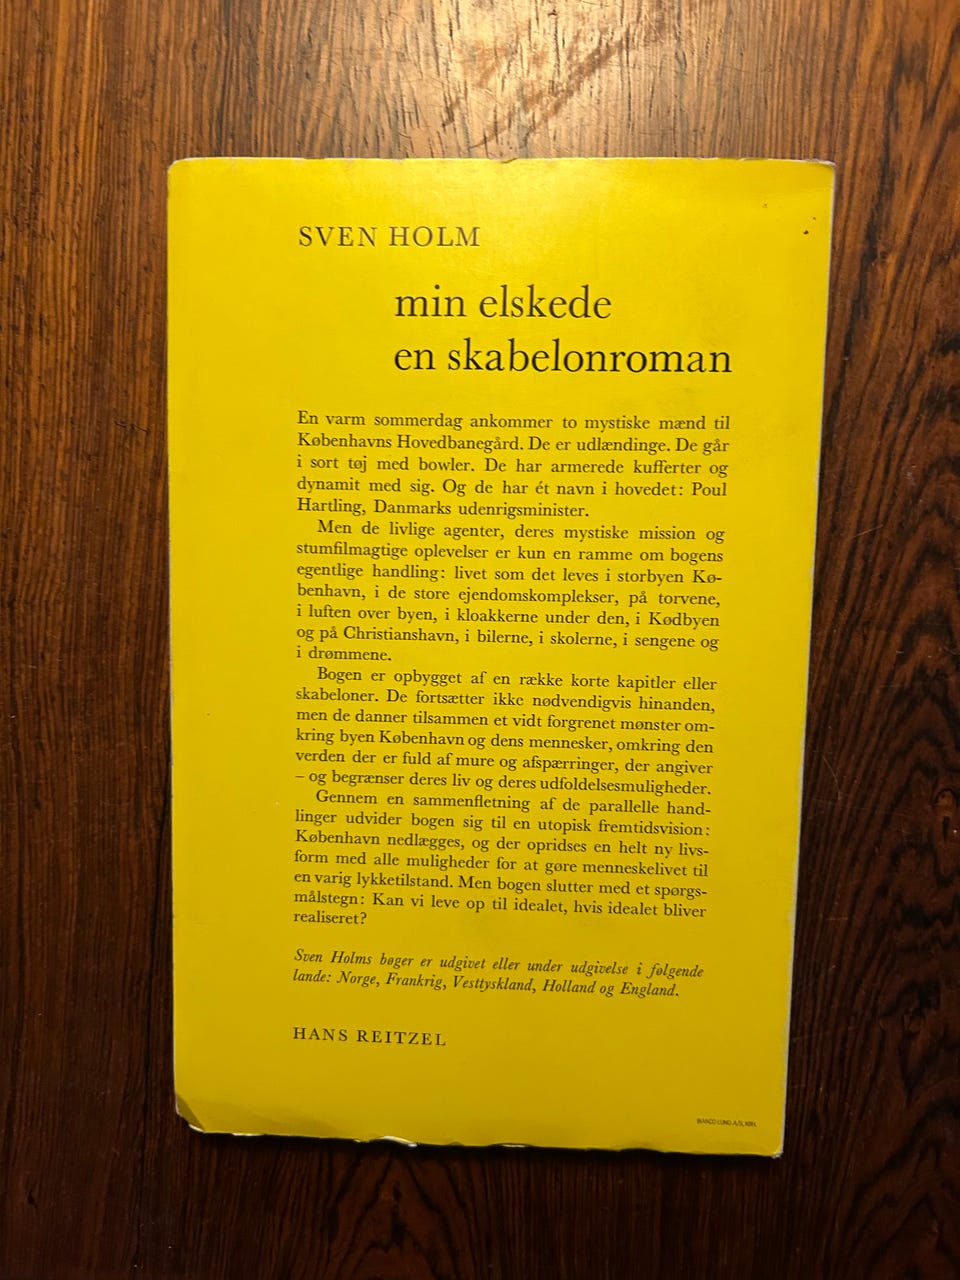 SVEN HOLM
min elskede
en skabelonroman
En varm sommerdag ankommer to mystiske mænd til
Københavns Hovedbanegård. De er udlændinge. De går
i sort tøj med bowler. De har armerede kufferter og
dynamit med sig. Og de har ét navn i hovedet: Poul
Hartling, Danmarks udenrigsminister.
Men de livlige agenter, deres mystiske mission og
stumfilmagtige oplevelser er kun en ramme om bogens
egentlige handling: livet som det leves i storbyen Kø-
benhavn, i de store ejendomskomplekser, på torvene,
i luften over byen, i kloakkerne under den, i Kødbyen
og på Christianshavn, i bilerne, i skolerne, i sengene og
i drømmene.
Bogen er opbygget af en række korte kapitler eller
skabeloner. De fortsætter ikke nødvendigvis hinanden,
men de danner tilsammen et vidt forgrenet mønster om-
kring byen København og dens mennesker, omkring den
verden der er fuld af mure og afspærringer, der angiver
– og begrænser deres liv og deres udfoldelsesmuligheder.
Gennem en sammenfletning af de parallelle hand-
linger udvider bogen sig til en utopisk fremtidsvision:
København nedlægges, og der opridses en helt ny livs-
form med alle muligheder for at gøre menneskelivet til
en varig lykketilstand. Men bogen slutter med et spørgs-
målstegn: Kan vi leve op til idealet, hvis idealet bliver
realiseret?
Sven Holms bøger er udgivet eller under udgivelse i følgende
lande: Norge, Frankrig, Vesttyskland, Holland og England.
HANS REITZEL
BIANCO LUNO A/S, KBH.